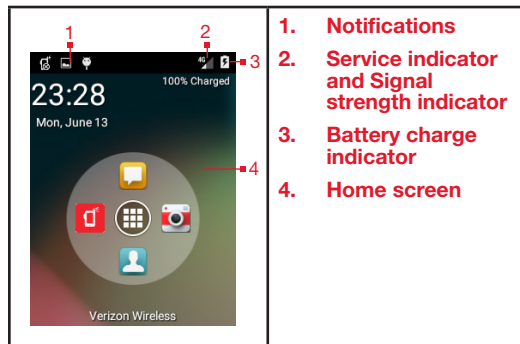 1
2
4G
3
100% Charged
23:28
Mon, June 13
4
Verizon Wireless
1. Notifications
2. Service indicator
and Signal
strength indicator
3. Battery charge
indicator
4. Home screen